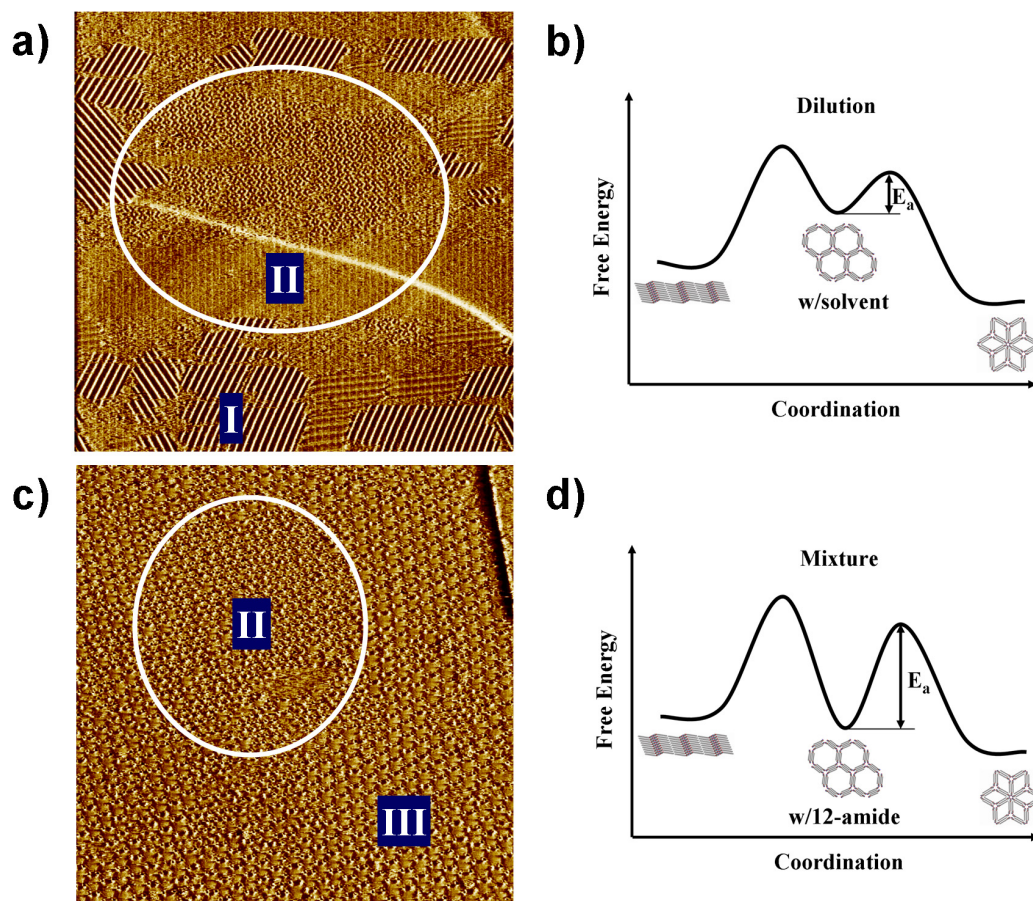 a)
II
I
b)
Dilution
Free Energy
Ea
w/solvent
Coordination
c)
II
III
d)
Mixture
Free Energy
Ea
w/12-amide
Coordination